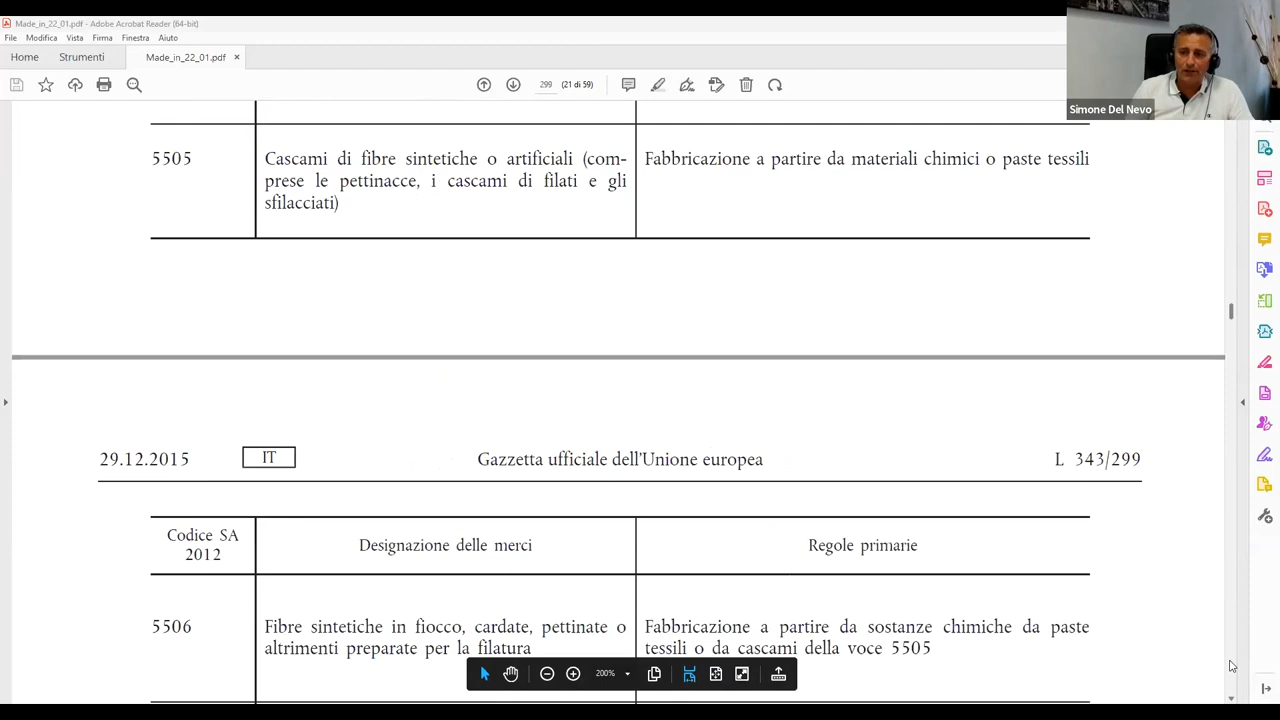 Made_in_22_01.pdf - Adobe Acrobat Reader (64-bit)
File Modifica Vista Firma Finestra Aiuto
Home Strumenti Made_in_22_01.pdf ×
299 (21 di 59)
Simone Del Nevo
5505 Cascami di fibre sintetiche o artificiali (com- Fabbricazione a partire da materiali chimici o paste tessili
prese le pettinacce, i cascami di filati e gli
sfilacciati)
29.12.2015 IT Gazzetta ufficiale dell'Unione europea L 343/299
Codice SA
2012 Designazione delle merci Regole primarie
5506 Fibre sintetiche in fiocco, cardate, pettinate o Fabbricazione a partire da sostanze chimiche da paste
altrimenti preparate per la filatura tessili o da cascami della voce 5505
200%